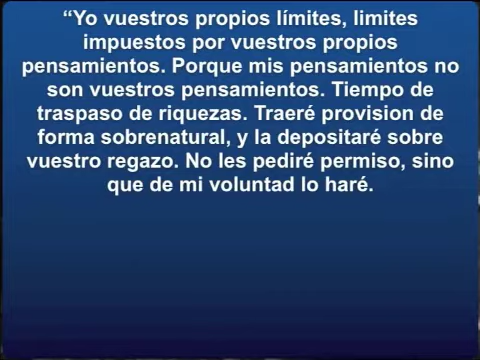 “Yo vuestros propios límites, limites
impuestos por vuestros propios
pensamientos. Porque mis pensamientos no
son vuestros pensamientos. Tiempo de
traspaso de riquezas. Traeré provision de
forma sobrenatural, y la depositaré sobre
vuestro regazo. No les pediré permiso, sino
que de mi voluntad lo haré.